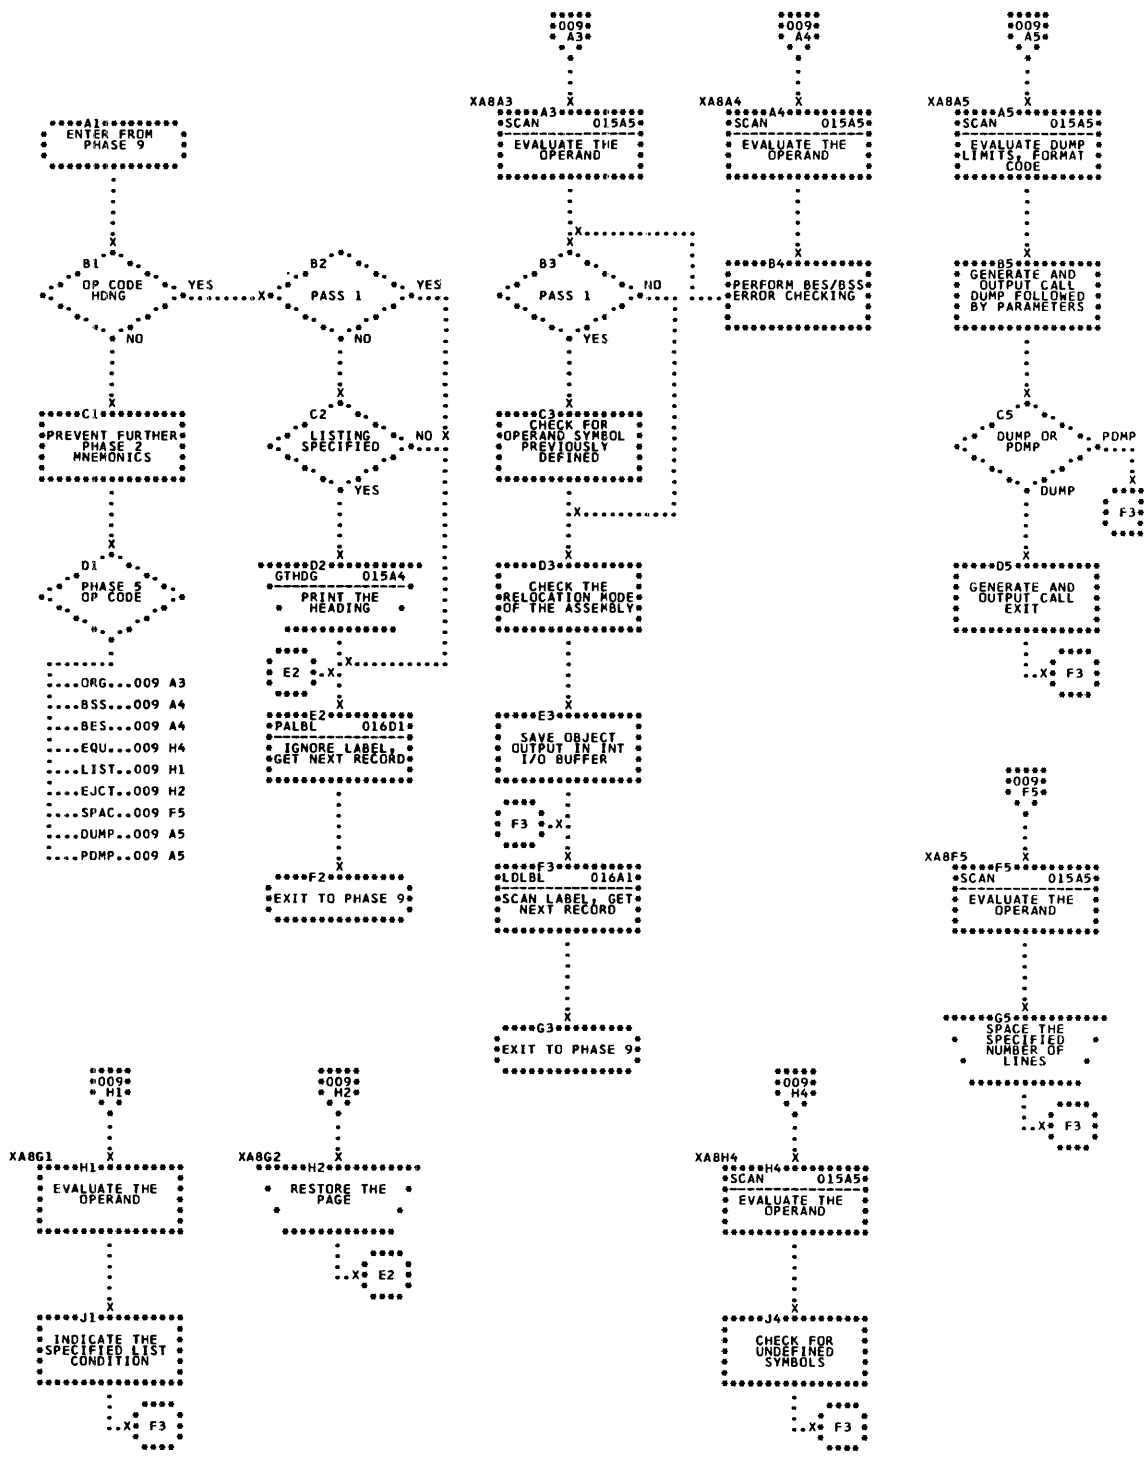 009
A3
009
A4
009
A5
XA8A3
A3
SCAN 015A5
EVALUATE THE
OPERAND
XA8A4
A4
SCAN 015A5
EVALUATE THE
OPERAND
XA8A5
A5
SCAN 015A5
EVALUATE DUMP
LIMITS, FORMAT
CODE
A1
ENTER FROM
PHASE 9
B1
OP CODE
HDNG
YES
NO
B2
PASS 1
YES
NO
B3
PASS 1
NO
YES
B4
PERFORM BES/BSS
ERROR CHECKING
B5
GENERATE AND
OUTPUT CALL
DUMP FOLLOWED
BY PARAMETERS
C1
PREVENT FURTHER
PHASE 2
MNEMONICS
C2
LISTING
SPECIFIED
NO
YES
C3
CHECK FOR
OPERAND SYMBOL
PREVIOUSLY
DEFINED
C5
DUMP OR
PDMP
PDMP
DUMP
F3
D1
PHASE 5
OP CODE
D2
GTHDG 015A4
PRINT THE
HEADING
D3
CHECK THE
RELOCATION MODE
OF THE ASSEMBLY
D5
GENERATE AND
OUTPUT CALL
EXIT
F3
....ORG...009 A3
....BSS...009 A4
....BES...009 A4
....EQU...009 H4
....LIST..009 H1
....EJCT..009 H2
....SPAC..009 F5
....DUMP..009 A5
....PDMP..009 A5
E2
E2
PALBL 016D1
IGNORE LABEL,
GET NEXT RECORD
E3
SAVE OBJECT
OUTPUT IN INT
I/O BUFFER
F3
009
F5
F2
EXIT TO PHASE 9
F3
LDLBL 016A1
SCAN LABEL, GET
NEXT RECORD
XA8F5
F5
SCAN 015A5
EVALUATE THE
OPERAND
G3
EXIT TO PHASE 9
G5
SPACE THE
SPECIFIED
NUMBER OF
LINES
F3
009
H1
009
H2
009
H4
XA8G1
H1
EVALUATE THE
OPERAND
XA8G2
H2
RESTORE THE
PAGE
E2
XA8H4
H4
SCAN 015A5
EVALUATE THE
OPERAND
J1
INDICATE THE
SPECIFIED LIST
CONDITION
F3
J4
CHECK FOR
UNDEFINED
SYMBOLS
F3